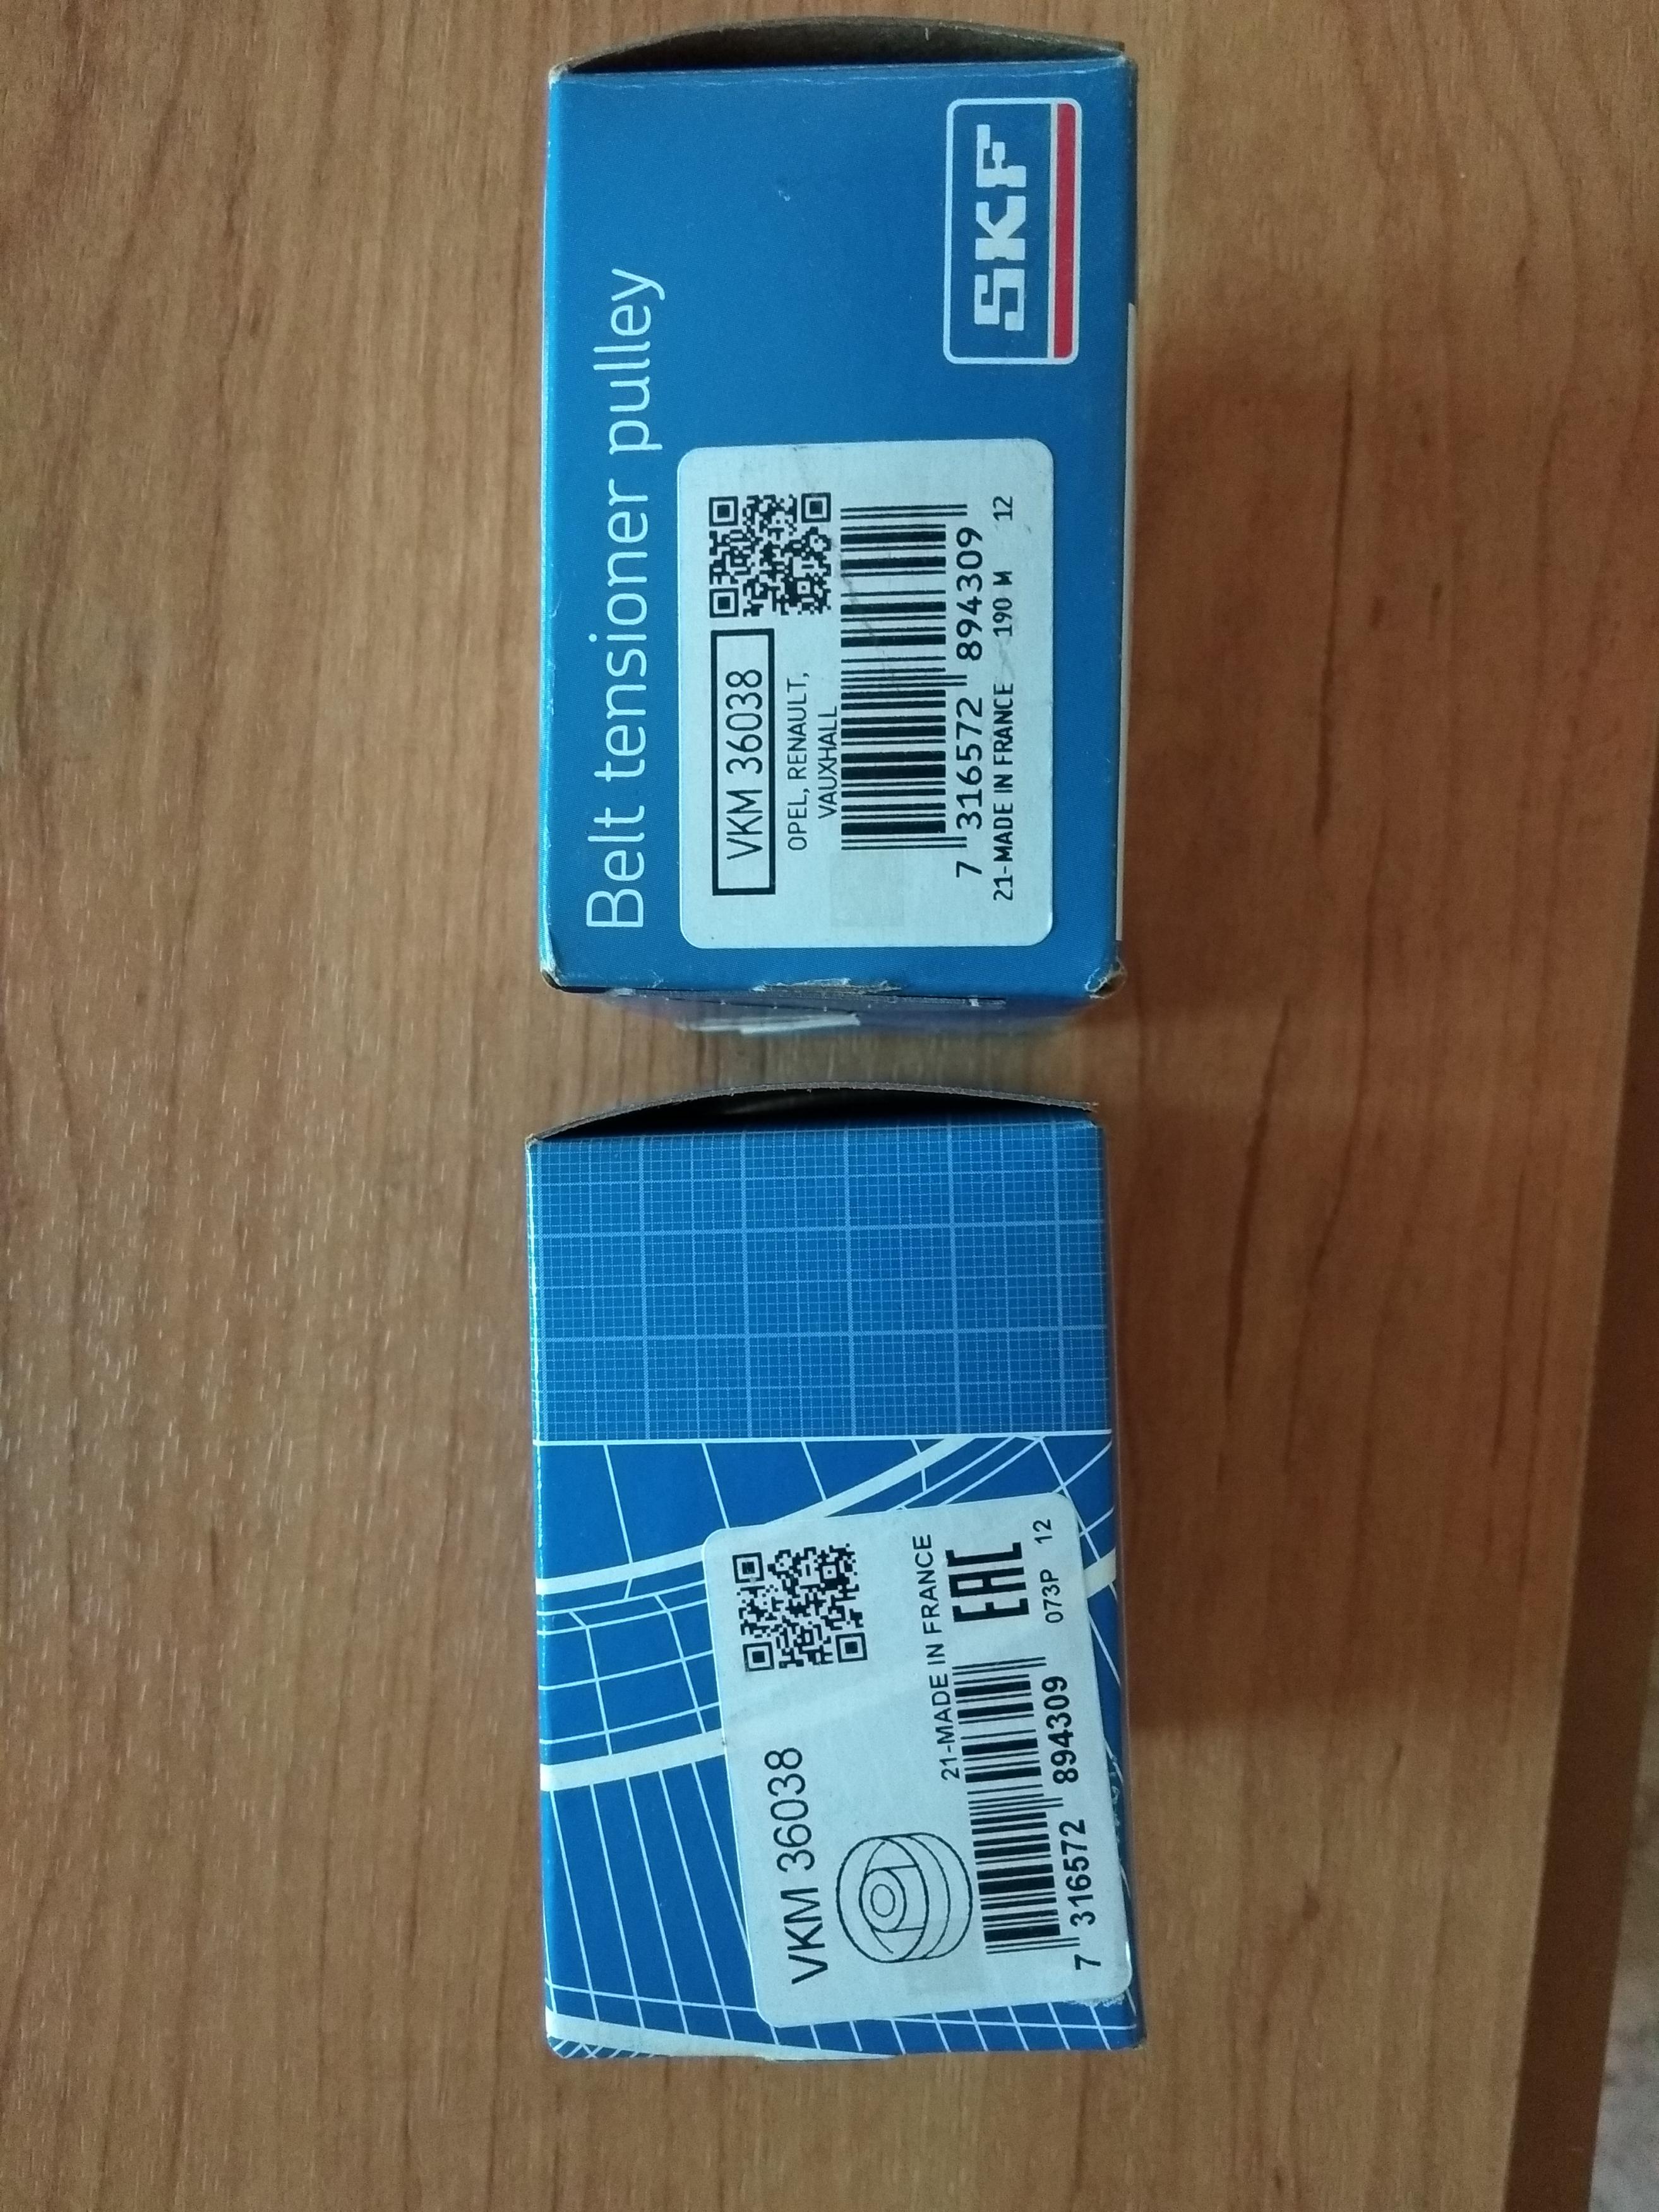 Belt tensioner pulley
VKM 36038
OPEL, RENAULT,
VAUXHALL
7 316572 894309
21-MADE IN FRANCE 190 M 12
SKF
VKM 36038
21-MADE IN FRANCE
EAC
7 316572 894309
073P 12